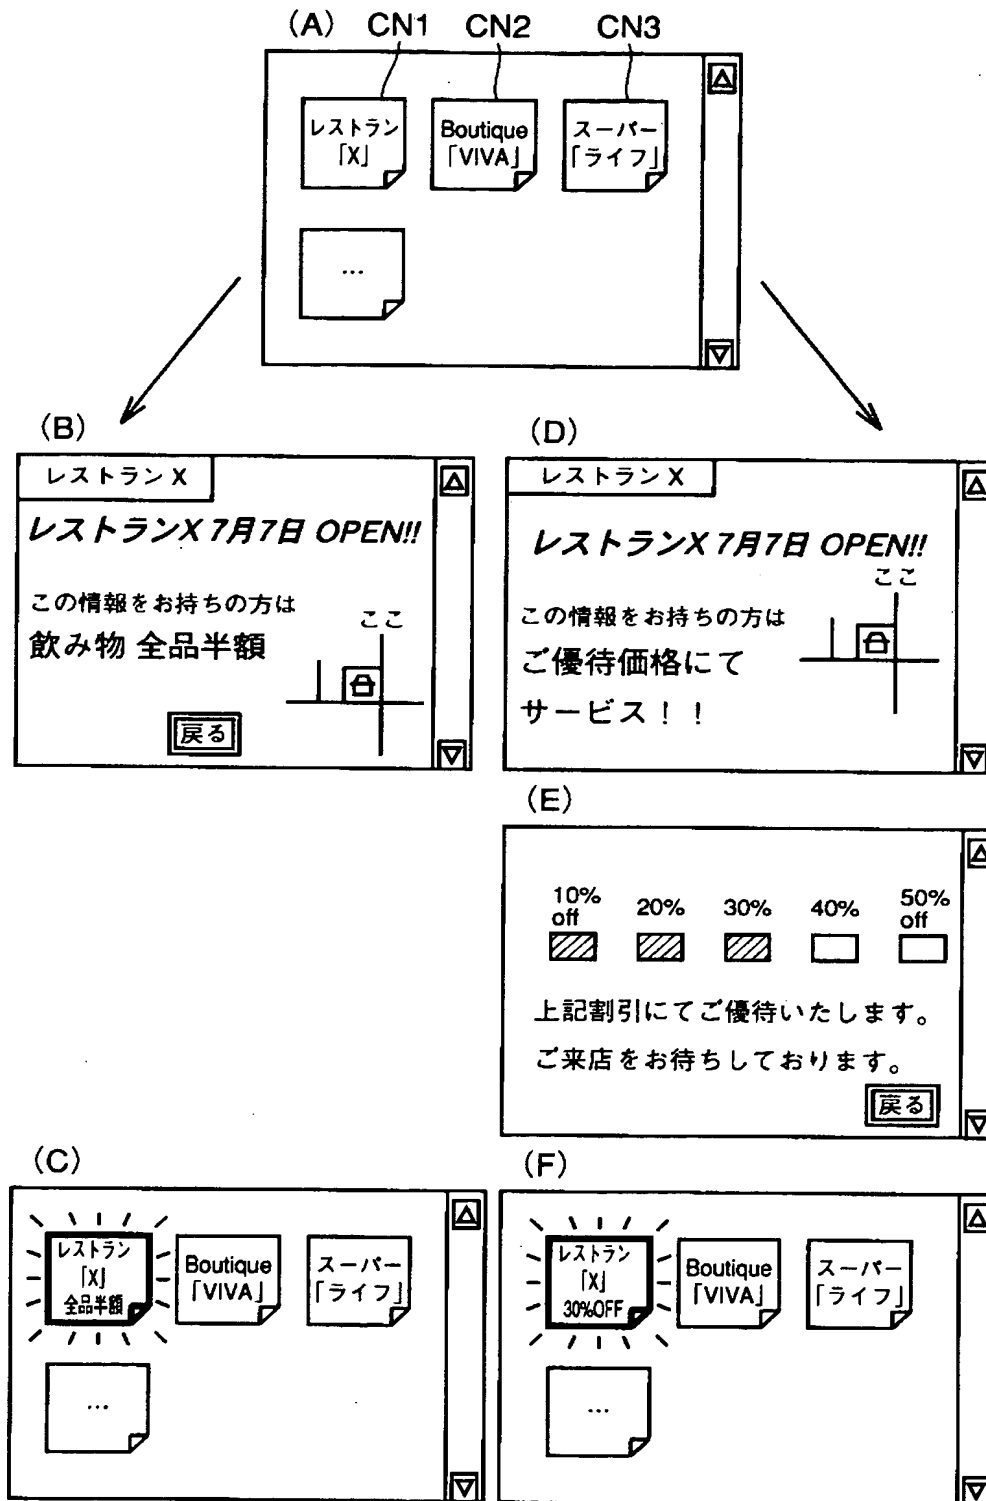 (A) CN1 CN2 CN3
レストラン
「X」
Boutique
「VIVA」
スーパー
「ライフ」
...
(B)
レストラン X
レストランX 7月7日 OPEN!!
この情報をお持ちの方は
ここ
飲み物 全品半額
戻る
(D)
レストラン X
レストランX 7月7日 OPEN!!
ここ
この情報をお持ちの方は
ご優待価格にて
サービス！！
(E)
10%
off
20%
30%
40%
50%
off
上記割引にてご優待いたします。
ご来店をお待ちしております。
戻る
(C)
レストラン
「X」
全品半額
Boutique
「VIVA」
スーパー
「ライフ」
...
(F)
レストラン
「X」
30%OFF
Boutique
「VIVA」
スーパー
「ライフ」
...